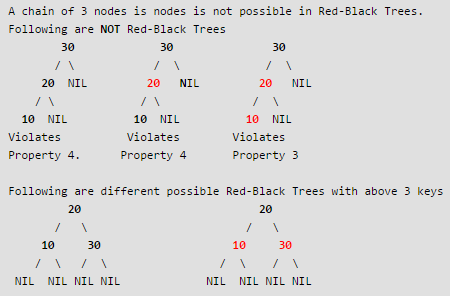 A chain of 3 nodes is nodes is not possible in Red-Black Trees.
Following are NOT Red-Black Trees
30 30 30
/ \ / \ / \
20 NIL 20 NIL 20 NIL
/ \ / \ / \
10 NIL 10 NIL 10 NIL
Violates Violates Violates
Property 4. Property 4 Property 3
Following are different possible Red-Black Trees with above 3 keys
20 20
/ \ / \
10 30 10 30
/ \ / \ / \ / \
NIL NIL NIL NIL NIL NIL NIL NIL